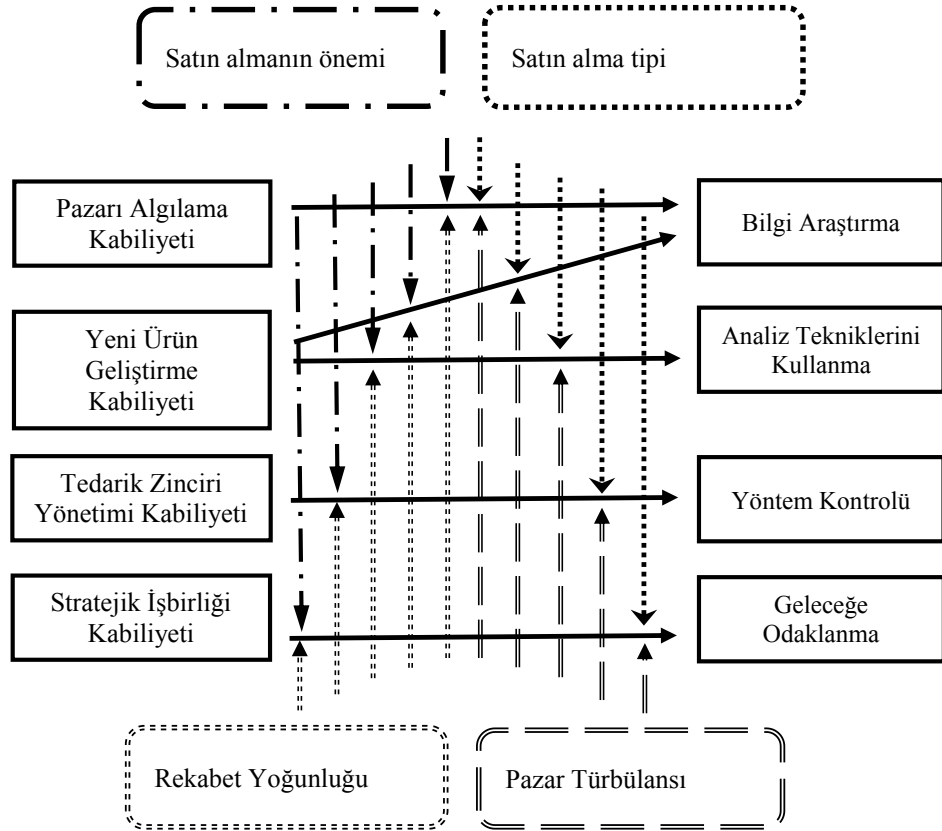 Satın almanın önemi
Satın alma tipi
Pazarı Algılama
Kabiliyeti
Bilgi Araştırma
Yeni Ürün
Geliştirme
Kabiliyeti
Analiz Tekniklerini
Kullanma
Tedarik Zinciri
Yönetimi Kabiliyeti
Yöntem Kontrolü
Stratejik İşbirliği
Kabiliyeti
Geleceğe
Odaklanma
Rekabet Yoğunluğu
Pazar Türbülansı